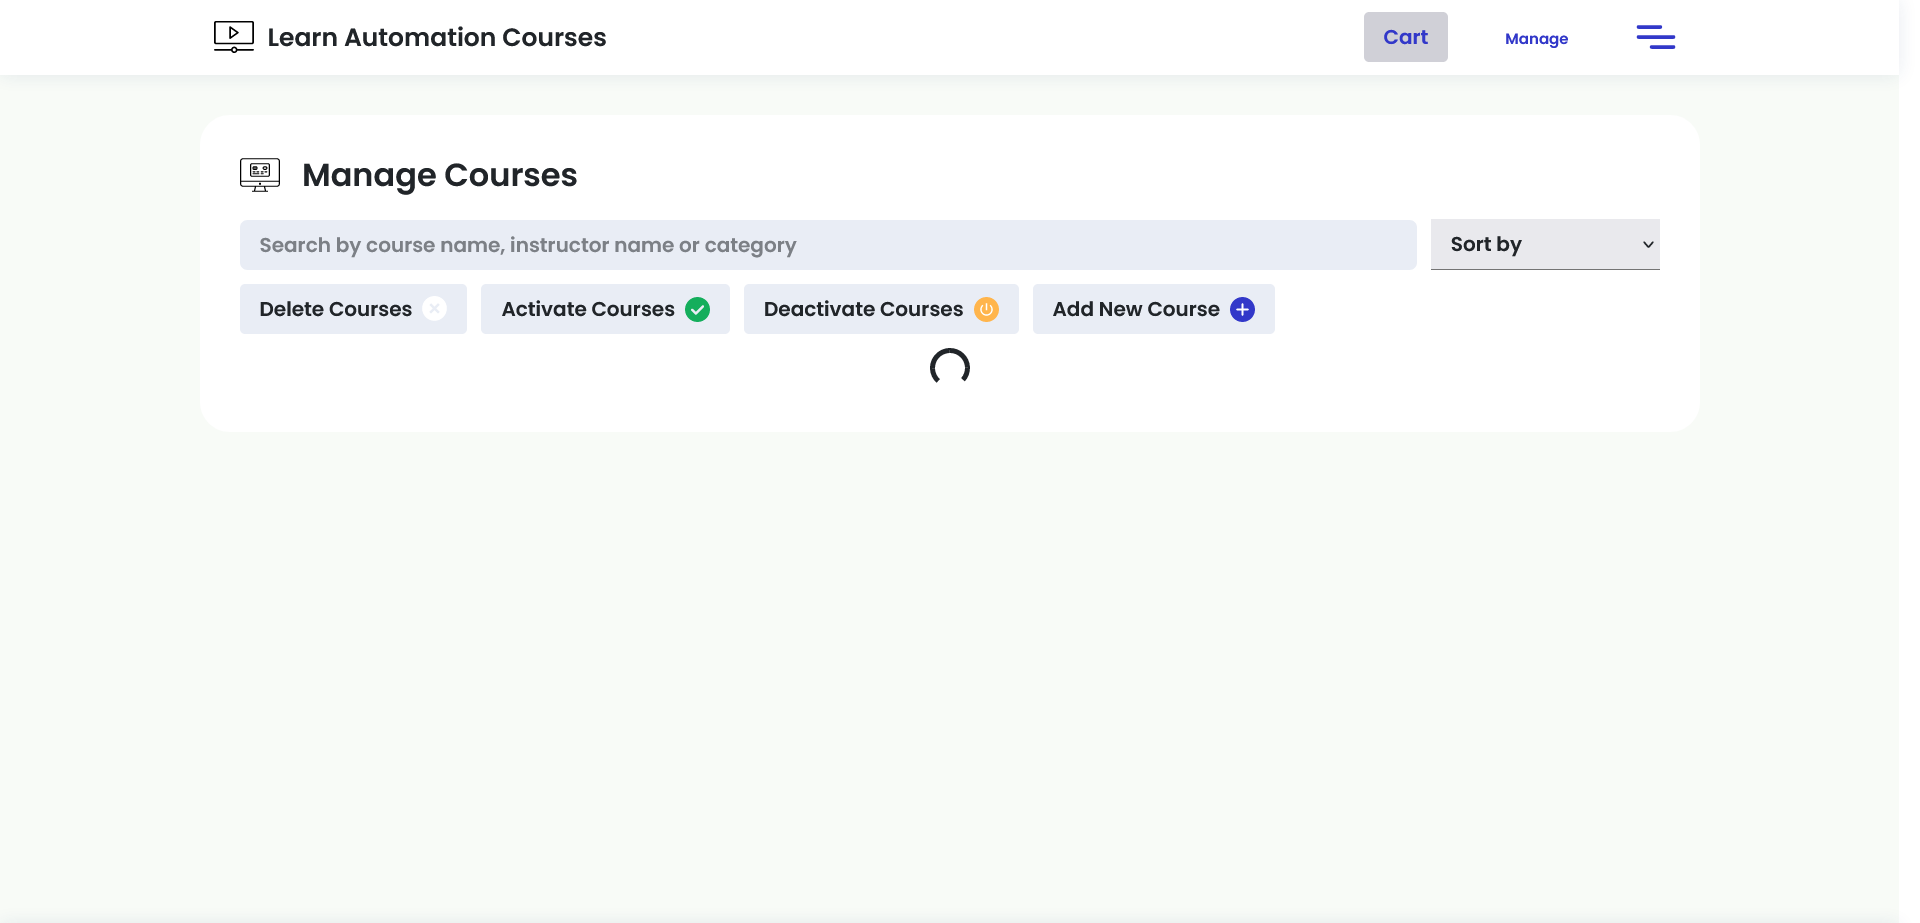 Learn Automation Courses
Cart
Manage
Manage Courses
Search by course name, instructor name or category
Sort by
Delete Courses
Activate Courses
Deactivate Courses
Add New Course